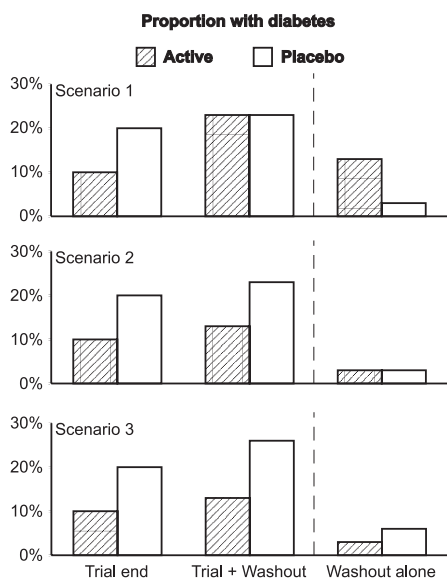 Proportion with diabetes
Active Placebo
30%
Scenario 1
20%
10%
0%
30%
Scenario 2
20%
10%
0%
30%
Scenario 3
20%
10%
0%
Trial end Trial + Washout Washout alone